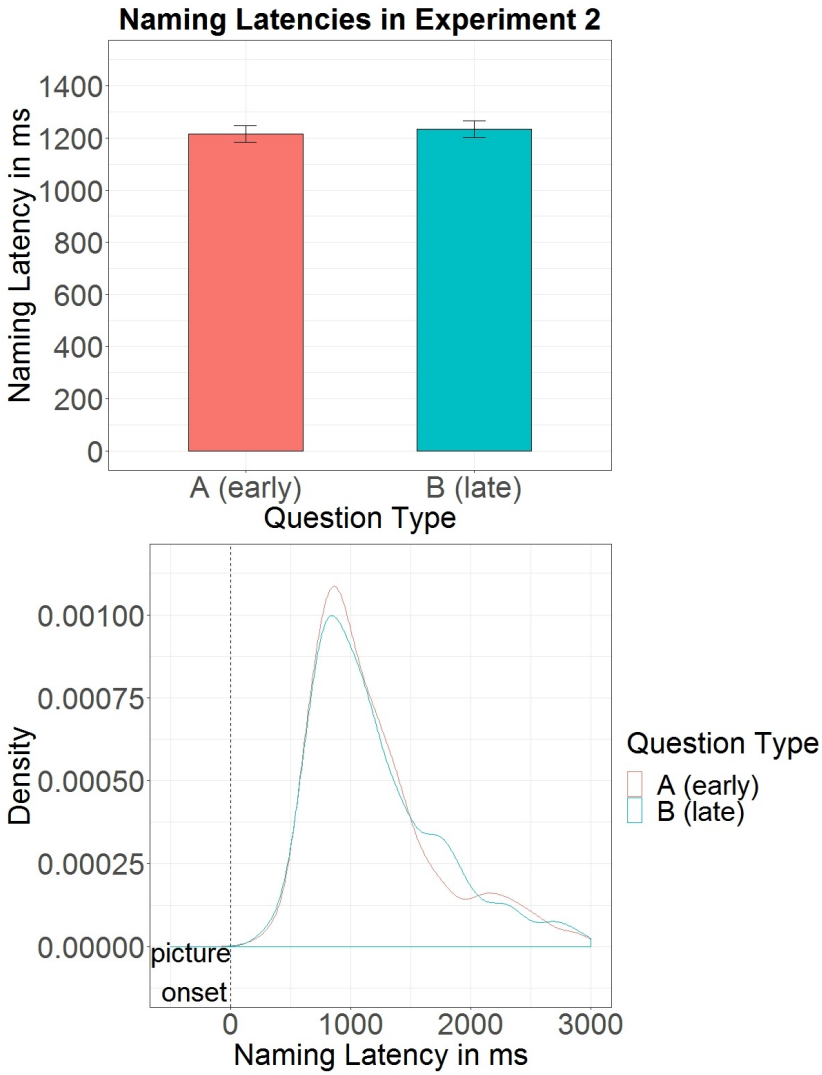 Naming Latencies in Experiment 2
Naming Latency in ms
1400
1200
1000
800
600
400
200
0
A (early)
B (late)
Question Type
Density
0.00100
0.00075
0.00050
0.00025
0.00000
picture
onset
0
1000
2000
3000
Naming Latency in ms
Question Type
A (early)
B (late)